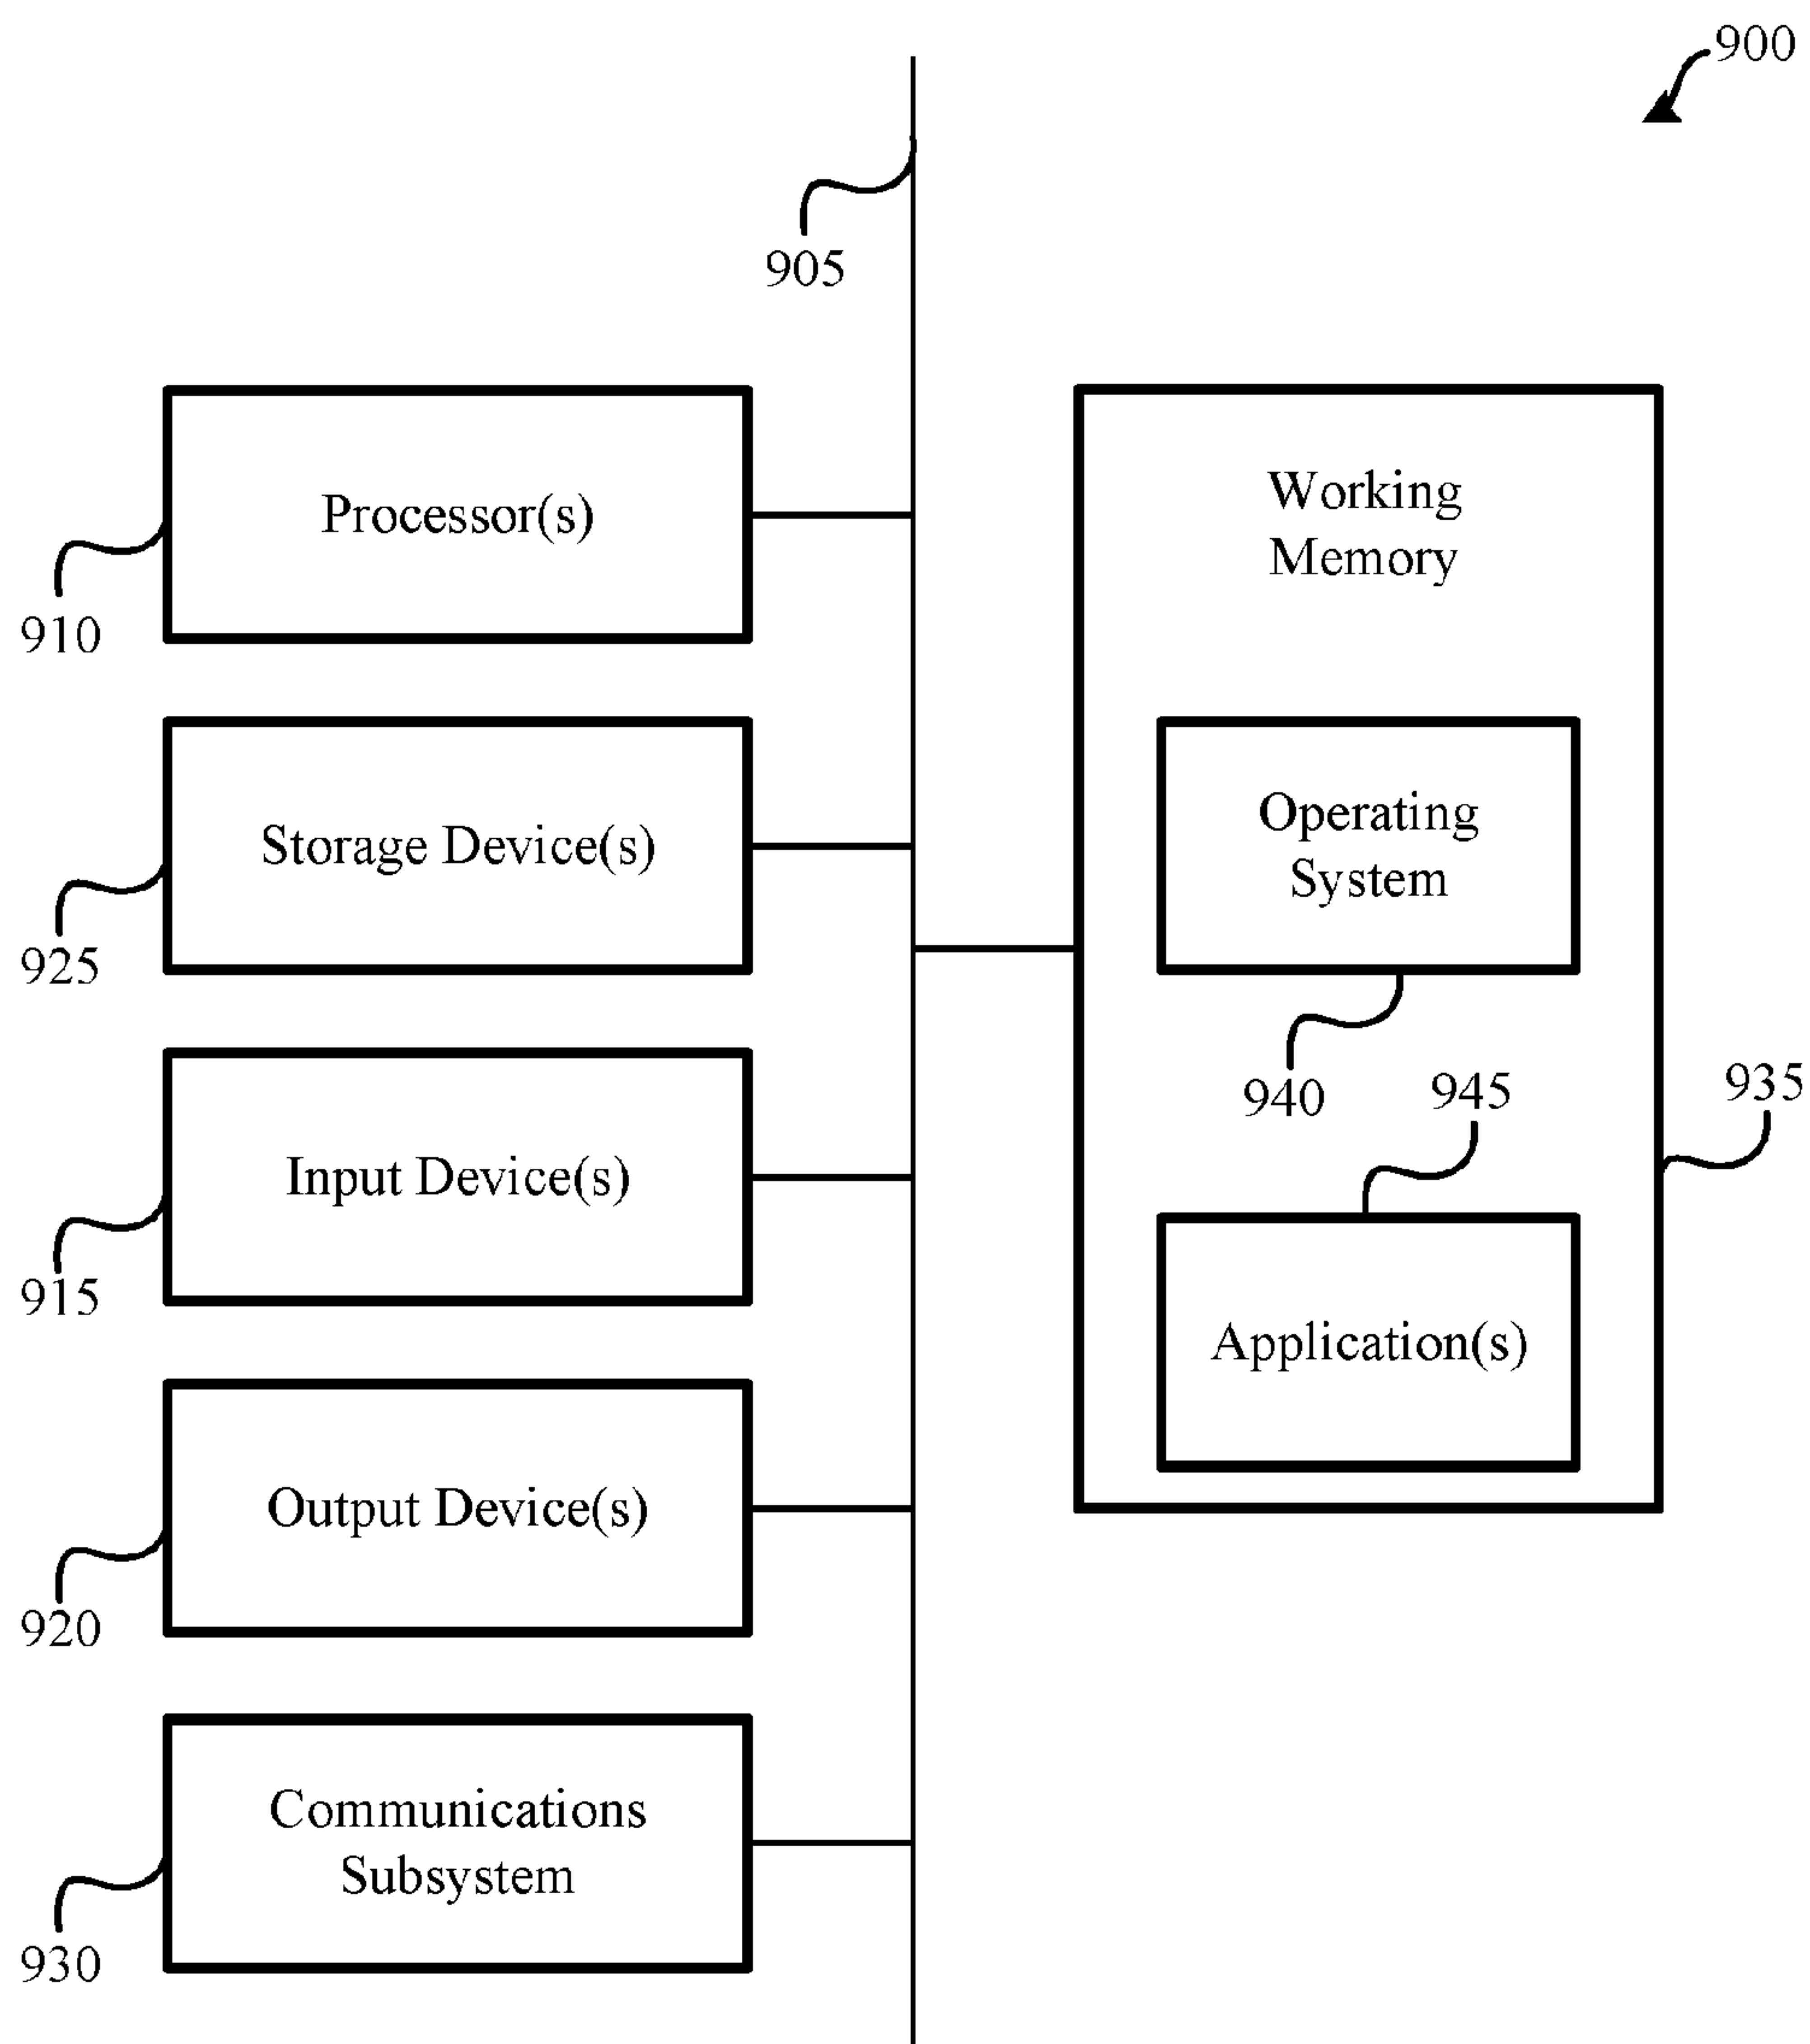 900
905
Processor(s)
910
Storage Device(s)
925
Input Device(s)
915
Output Device(s)
920
Communications
Subsystem
930
Working
Memory
Operating
System
940
945
935
Application(s)